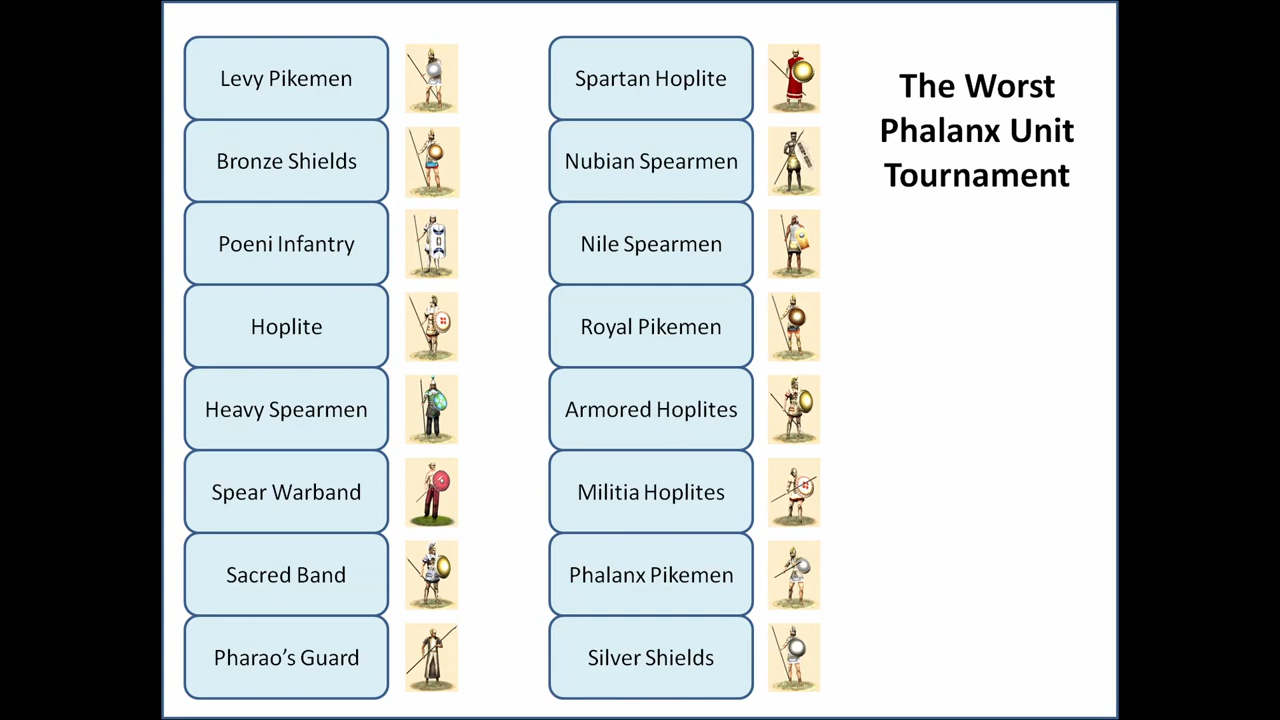 Levy Pikemen
Bronze Shields
Poeni Infantry
Hoplite
Heavy Spearmen
Spear Warband
Sacred Band
Pharao's Guard
Spartan Hoplite
Nubian Spearmen
Nile Spearmen
Royal Pikemen
Armored Hoplites
Militia Hoplites
Phalanx Pikemen
Silver Shields
The Worst
Phalanx Unit
Tournament